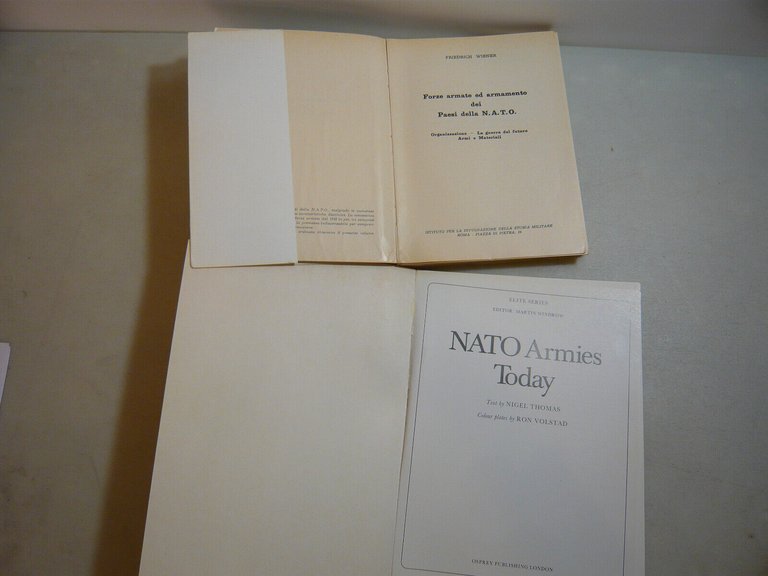 FRIEDRICH WIENER
Forze armate ed armamento
dei
Paesi della N.A.T.O.
Organizzazione - La guerra del futuro
Armi e Materiali
ISTITUTO PER LA DIVULGAZIONE DELLA STORIA MILITARE
ROMA - PIAZZA DI PIETRA,
ELITE SERIES
EDITOR: MARTIN WINDROW
NATO Armies
Today
Text by NIGEL THOMAS
Colour plates by RON VOLSTAD
OSPREY PUBLISHING LONDON